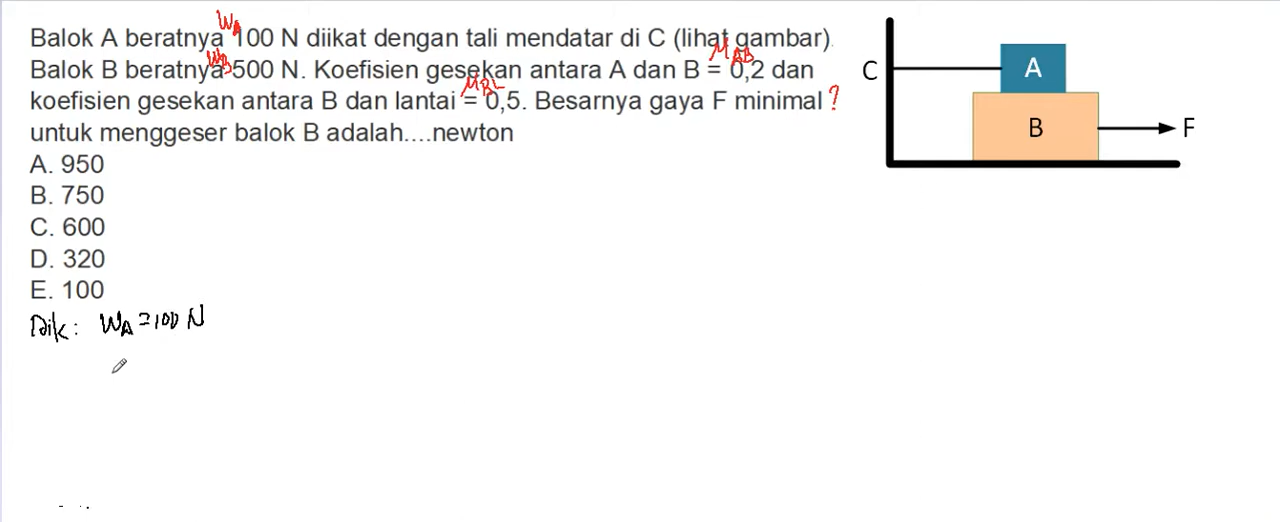 Balok A beratnya 100 N diikat dengan tali mendatar di C (lihat gambar).
Balok B beratnya 500 N. Koefisien gesekan antara A dan B = 0,2 dan
koefisien gesekan antara B dan lantai = 0,5. Besarnya gaya F minimal ?
untuk menggeser balok B adalah....newton
A. 950
B. 750
C. 600
D. 320
E. 100
WA
WB
μAB
μBL
Dik: WA = 100 N
C
A
B
F